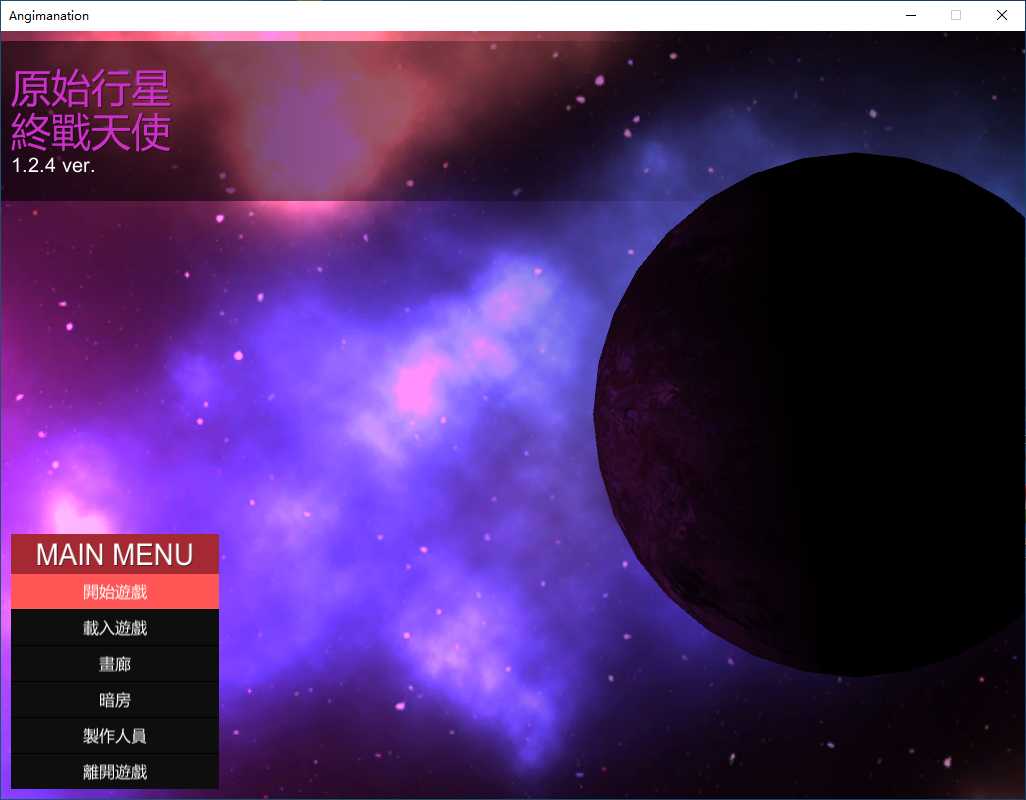 Angimanation
原始行星
終戰天使
1.2.4 ver.
MAIN MENU
開始遊戲
載入遊戲
畫廊
暗房
製作人員
離開遊戲